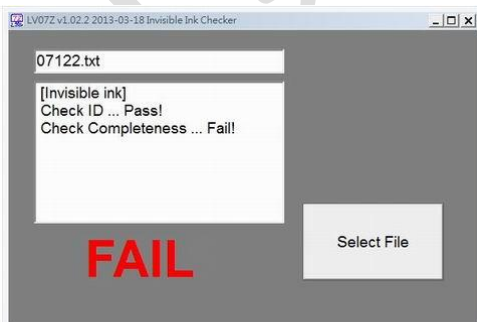 LV07Z v1.02.2 2013-03-18 Invisible Ink Checker
07122.txt
[Invisible ink]
Check ID ... Pass!
Check Completeness ... Fail!
Select File
FAIL